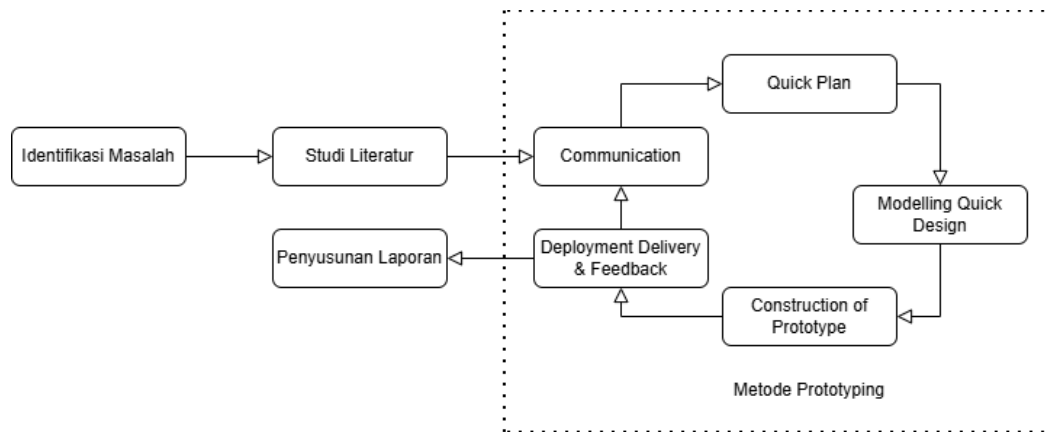 Identifikasi Masalah
Studi Literatur
Communication
Quick Plan
Modelling Quick
Design
Construction of
Prototype
Deployment Delivery
& Feedback
Penyusunan Laporan
Metode Prototyping